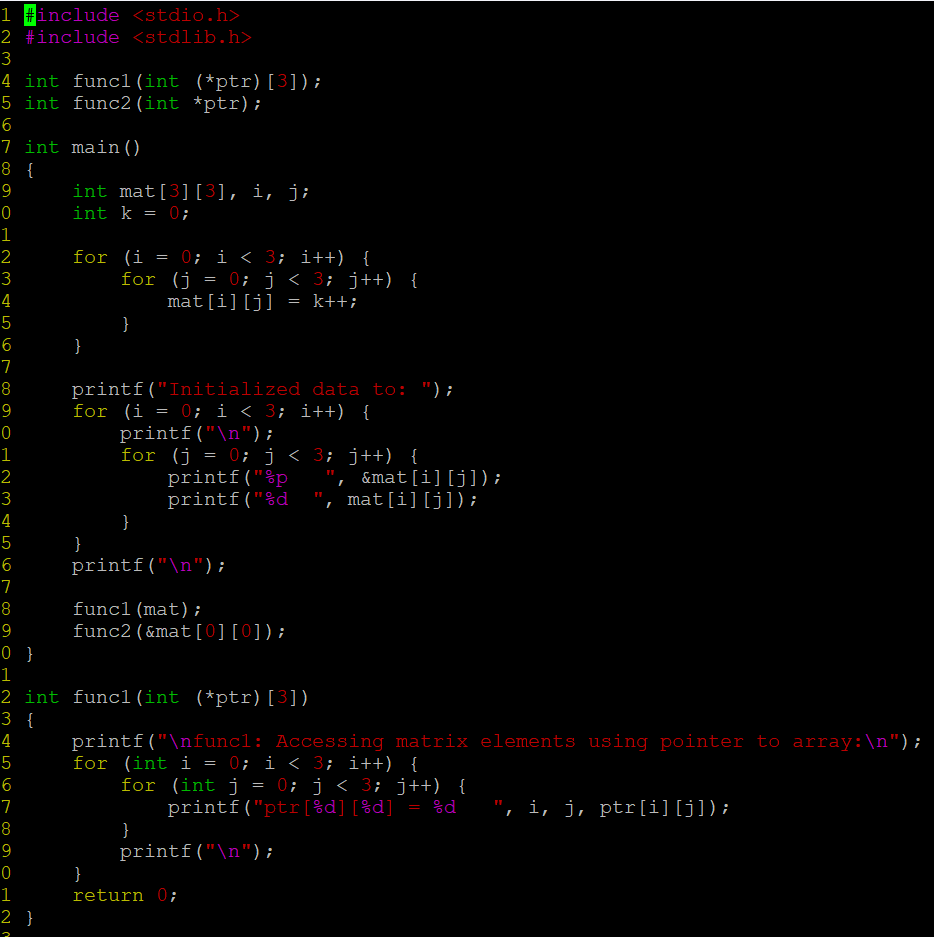 1 #include <stdio.h>
2 #include <stdlib.h>
3
4 int func1(int (*ptr)[3]);
5 int func2(int *ptr);
6
7 int main()
8 {
9     int mat[3][3], i, j;
0     int k = 0;
1
2     for (i = 0; i < 3; i++) {
3         for (j = 0; j < 3; j++) {
4             mat[i][j] = k++;
5         }
6     }
7
8     printf("Initialized data to: ");
9     for (i = 0; i < 3; i++) {
0         printf("\n");
1         for (j = 0; j < 3; j++) {
2             printf("%p   ", &mat[i][j]);
3             printf("%d  ", mat[i][j]);
4         }
5     }
6     printf("\n");
7
8     func1(mat);
9     func2(&mat[0][0]);
0 }
1
2 int func1(int (*ptr)[3])
3 {
4     printf("\nfunc1: Accessing matrix elements using pointer to array:\n");
5     for (int i = 0; i < 3; i++) {
6         for (int j = 0; j < 3; j++) {
7             printf("ptr[%d][%d] = %d   ", i, j, ptr[i][j]);
8         }
9         printf("\n");
0     }
1     return 0;
2 }